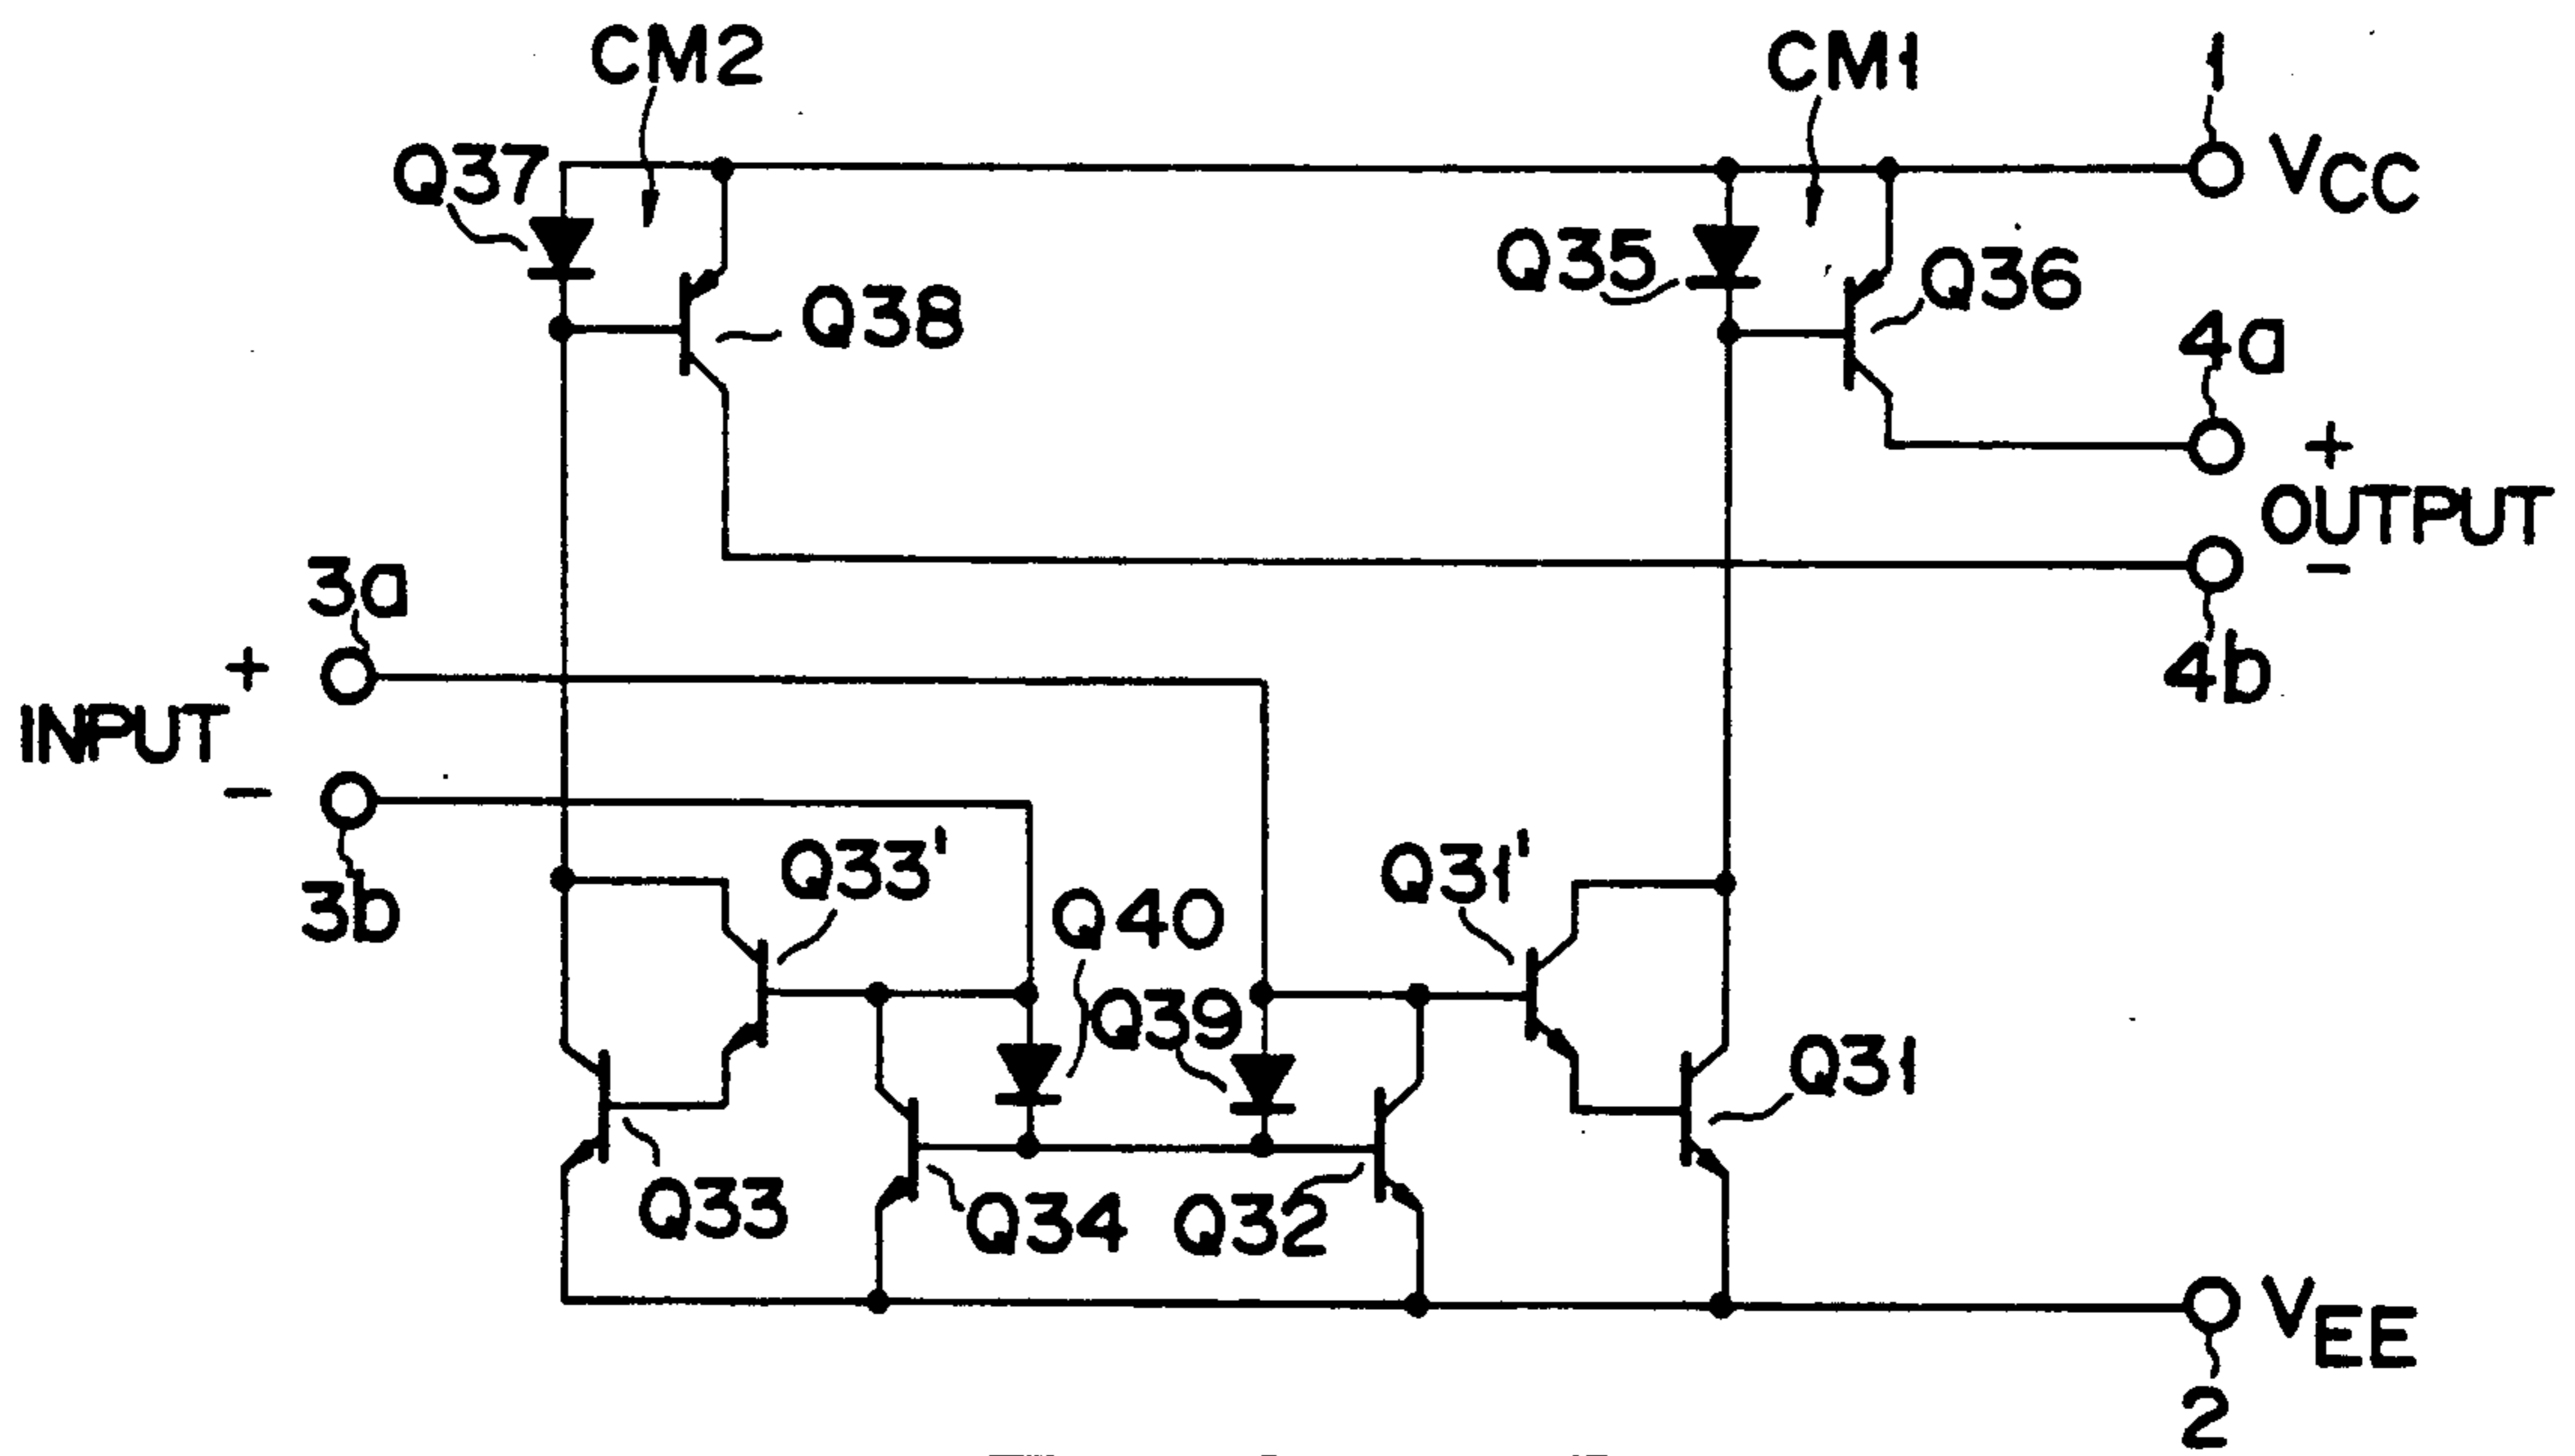 CM2
CM1
1
Q37
VCC
Q35
Q36
Q38
4a
+
OUTPUT
-
4b
3a
+
INPUT
-
3b
Q33'
Q40
Q31'
Q39
Q31
Q33
Q34
Q32
VEE
2